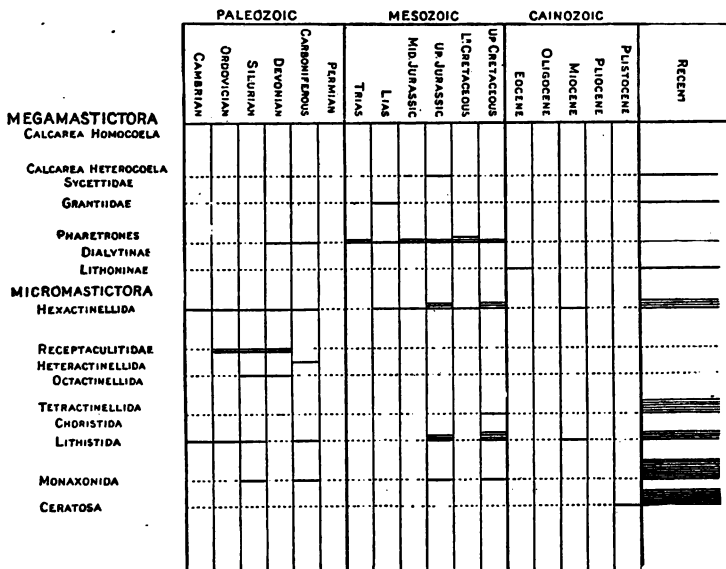 PALEOZOIC MESOZOIC CAINOZOIC
CAMBRIAN
ORDOVICIAN
SILURIAN
DEVONIAN
CARBONIFEROUS
PERMIAN
TRIAS
LIAS
MID. JURASSIC
UP. JURASSIC
LR CRETACEOUS
UP CRETACEOUS
EOCENE
OLIGOCENE
MIOCENE
PLIOCENE
PLISTOCENE
RECENT
MEGAMASTICTORA
CALCAREA HOMOCOELA
CALCAREA HETEROCOELA
SYCETTIDAE
GRANTIIDAE
PHARETRONES
DIALYTINAE
LITHONINAE
MICROMASTICTORA
HEXACTINELLIDA
RECEPTACULITIDAE
HETERACTINELLIDA
OCTACTINELLIDA
TETRACTINELLIDA
CHORISTIDA
LITHISTIDA
MONAXONIDA
CERATOSA